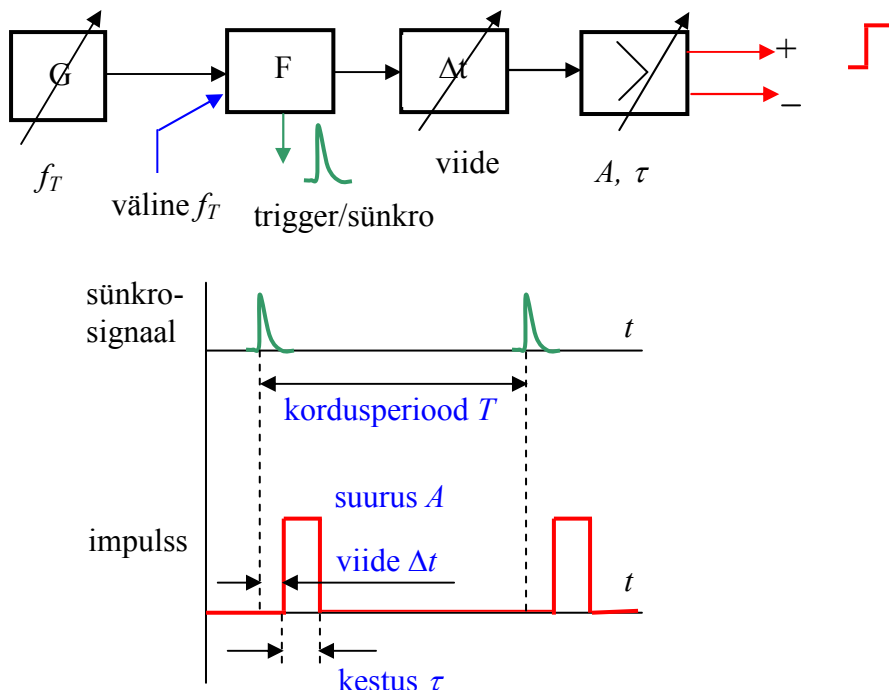 G
F
Δt
+
–
f_T
väline f_T
trigger/sünkro
viide
A, τ
sünkro-
signaal
t
kordusperiood T
suurus A
impulss
viide Δt
t
kestus τ